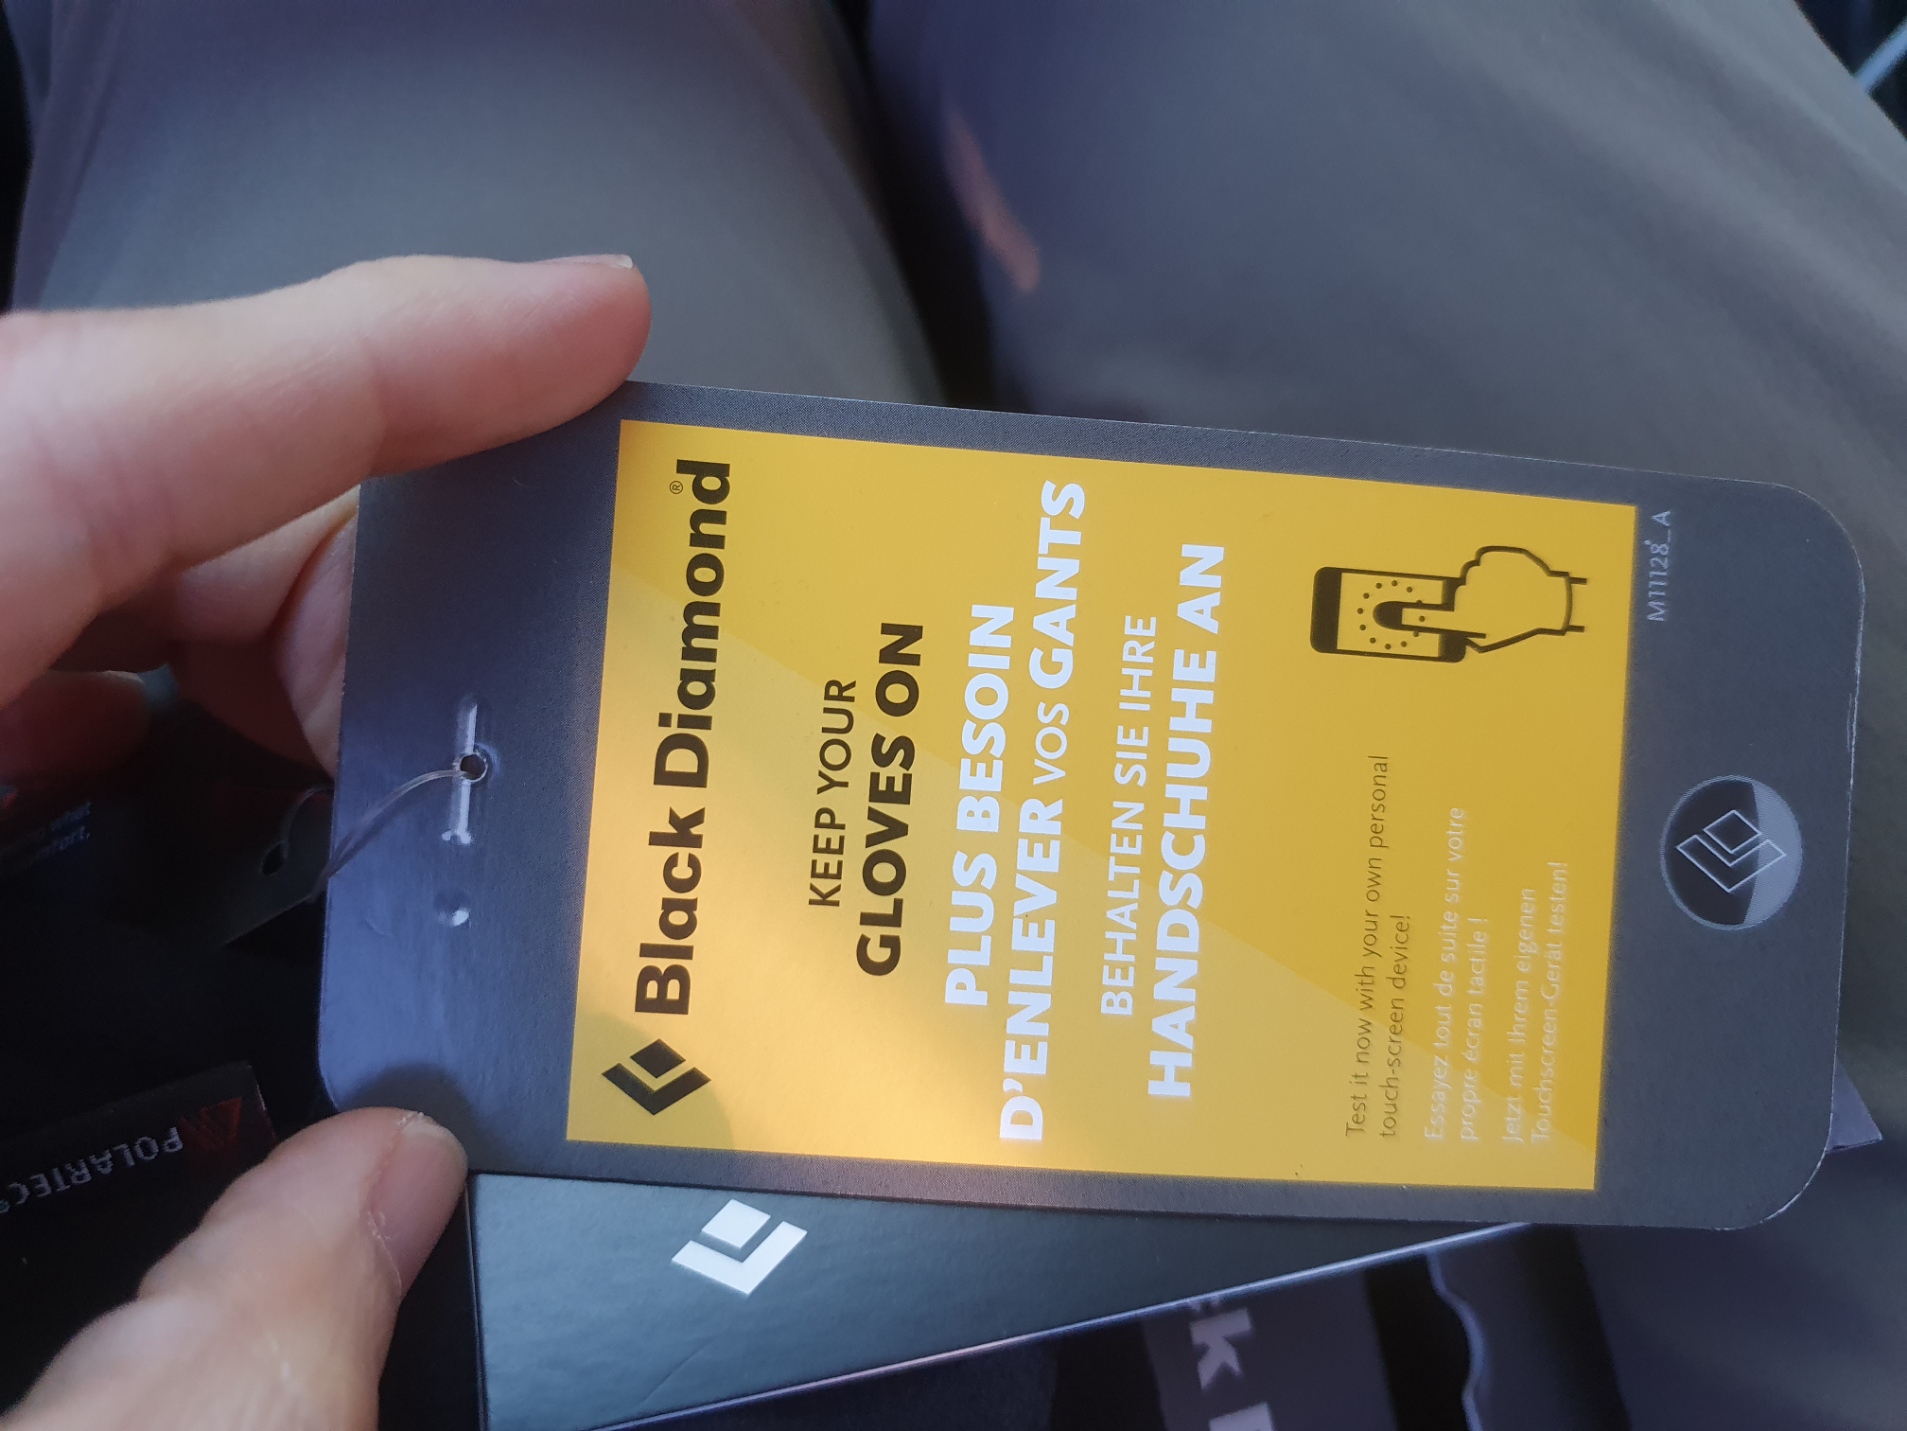 Black Diamond®
KEEP YOUR
GLOVES ON
PLUS BESOIN
D'ENLEVER VOS GANTS
BEHALTEN SIE IHRE
HANDSCHUHE AN
Test it now with your own personal
touch-screen device!
Essayez tout de suite sur votre
propre écran tactile !
Jetzt mit Ihrem eigenen
Touchscreen-Gerät testen!
M11128_A
POLARTEC